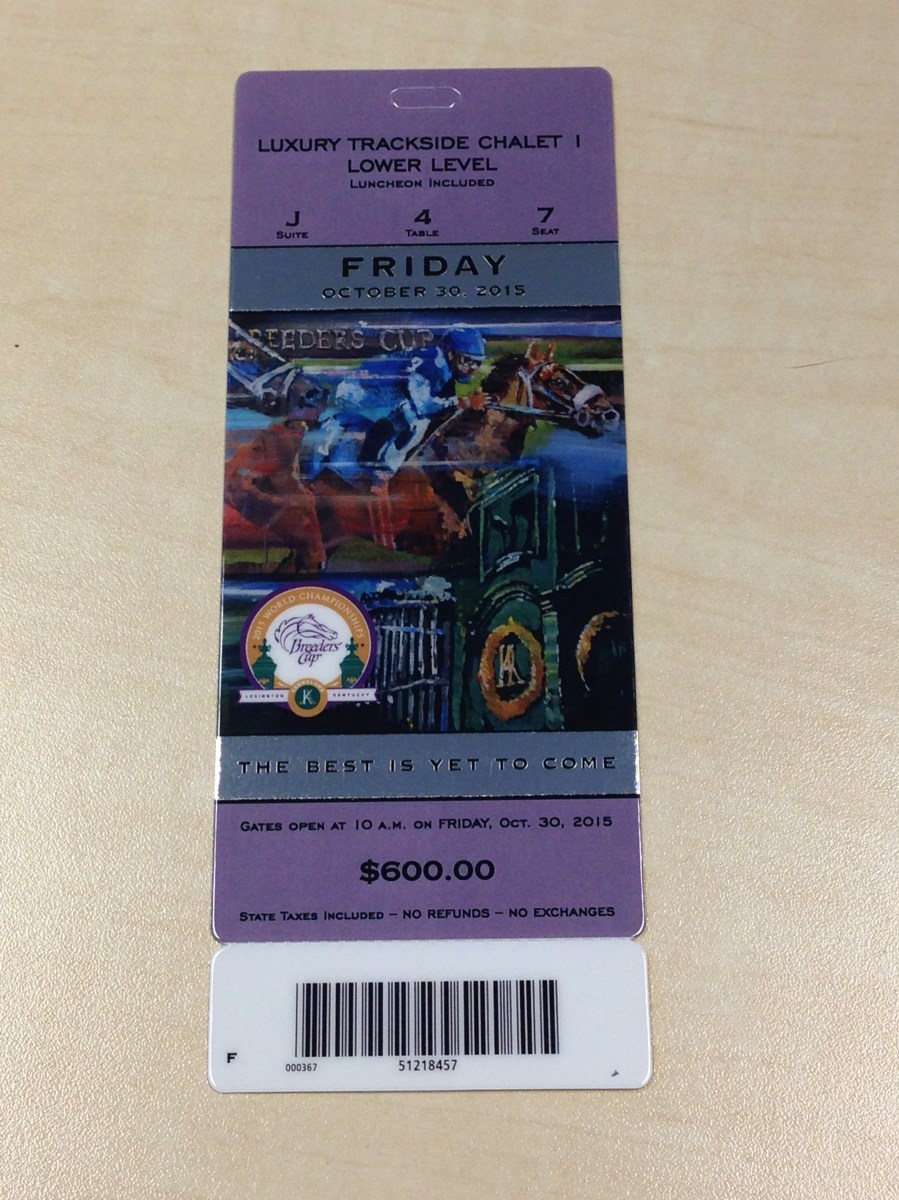 LUXURY TRACKSIDE CHALET 1
LOWER LEVEL
LUNCHEON INCLUDED
J 4 7
SUITE TABLE SEAT
FRIDAY
OCTOBER 30, 2015
BREEDERS CUP
2015 WORLD CHAMPIONSHIPS
Breeders' Cup
KEENELAND
LEXINGTON K KENTUCKY
THE BEST IS YET TO COME
GATES OPEN AT 10 A.M. ON FRIDAY, OCT. 30, 2015
$600.00
STATE TAXES INCLUDED – NO REFUNDS – NO EXCHANGES
F
000367 51218457